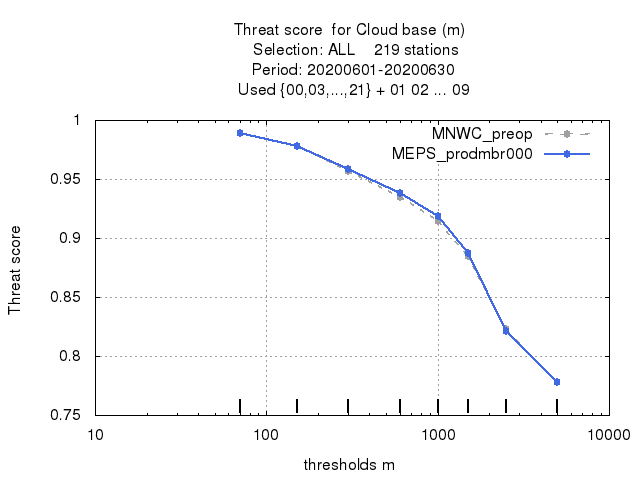 Threat score  for Cloud base (m)
Selection: ALL    219 stations
Period: 20200601-20200630
Used {00,03,...,21} + 01 02 ... 09
MNWC_preop
MEPS_prodmbr000
Threat score
1
0.95
0.9
0.85
0.8
0.75
10
100
1000
10000
thresholds m